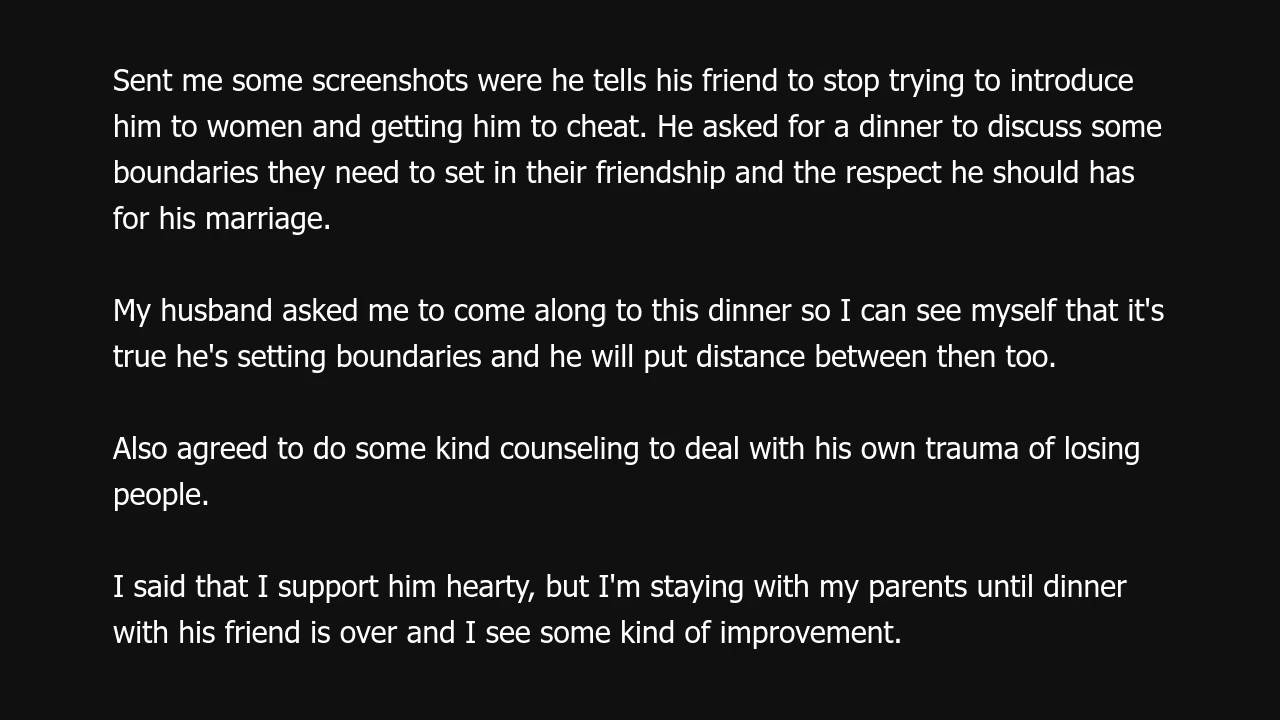 Sent me some screenshots were he tells his friend to stop trying to introduce
him to women and getting him to cheat. He asked for a dinner to discuss some
boundaries they need to set in their friendship and the respect he should has
for his marriage.
My husband asked me to come along to this dinner so I can see myself that it's
true he's setting boundaries and he will put distance between then too.
Also agreed to do some kind counseling to deal with his own trauma of losing
people.
I said that I support him hearty, but I'm staying with my parents until dinner
with his friend is over and I see some kind of improvement.